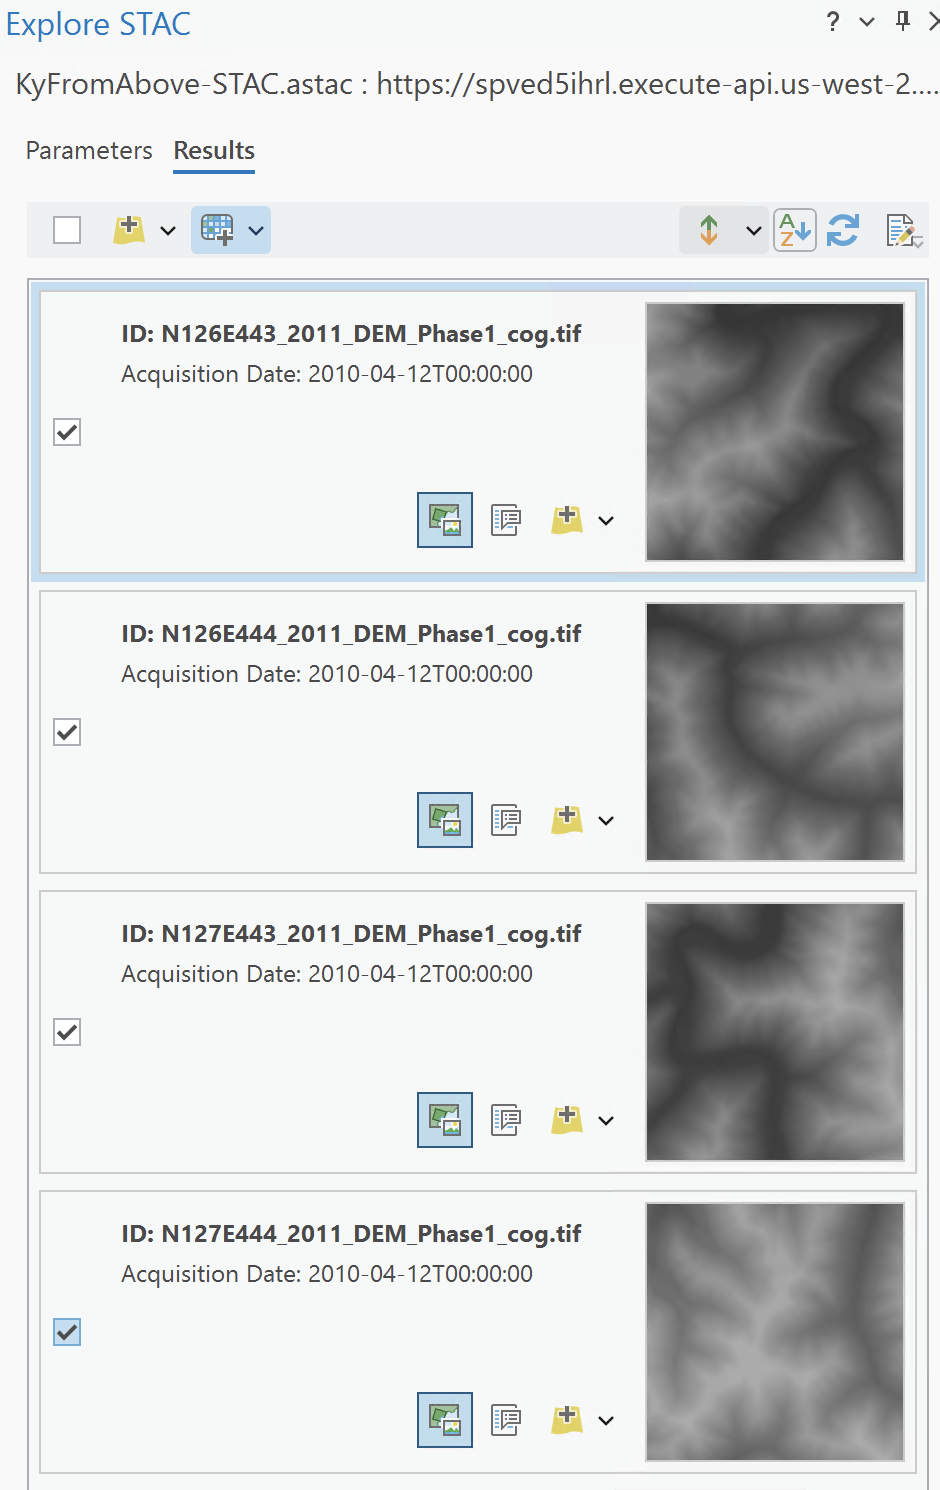 Explore STAC
KyFromAbove-STAC.astac : https://spved5ihrl.execute-api.us-west-2....
Parameters Results
ID: N126E443_2011_DEM_Phase1_cog.tif
Acquisition Date: 2010-04-12T00:00:00
ID: N126E444_2011_DEM_Phase1_cog.tif
Acquisition Date: 2010-04-12T00:00:00
ID: N127E443_2011_DEM_Phase1_cog.tif
Acquisition Date: 2010-04-12T00:00:00
ID: N127E444_2011_DEM_Phase1_cog.tif
Acquisition Date: 2010-04-12T00:00:00